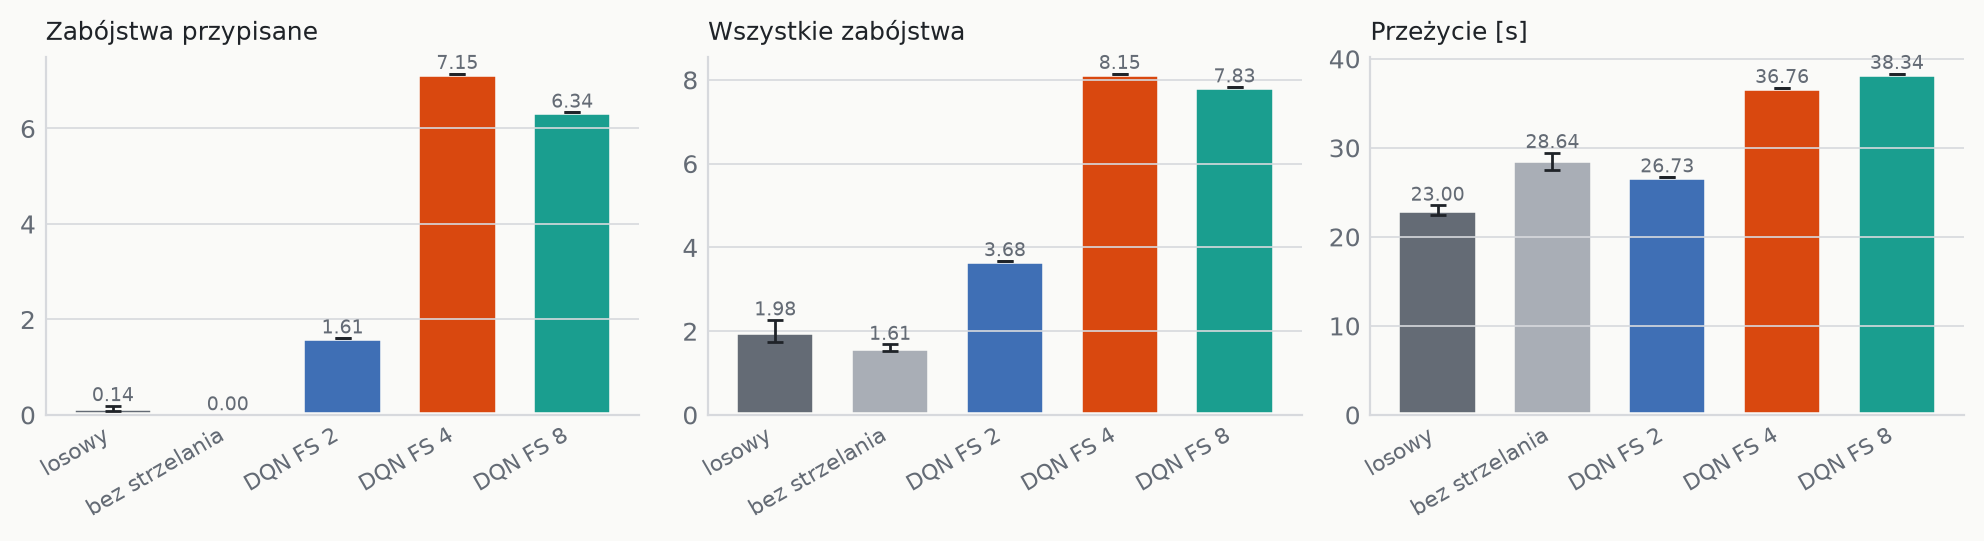 Zabójstwa przypisane
7.15
6.34
6
4
2
1.61
0.14
0.00
0
losowy
bez strzelania
DQN FS 2
DQN FS 4
DQN FS 8
Wszystkie zabójstwa
8.15
7.83
8
6
4
3.68
1.98
1.61
2
0
losowy
bez strzelania
DQN FS 2
DQN FS 4
DQN FS 8
Przeżycie [s]
40
38.34
36.76
30
28.64
26.73
23.00
20
10
0
losowy
bez strzelania
DQN FS 2
DQN FS 4
DQN FS 8